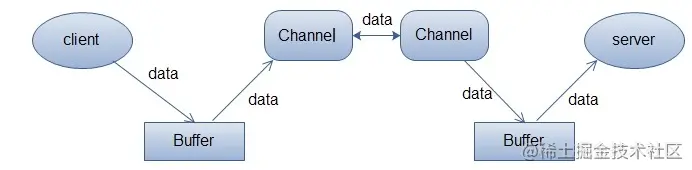 client
data
Buffer
data
Channel
data
Channel
data
Buffer
data
server
@稀土掘金技术社区